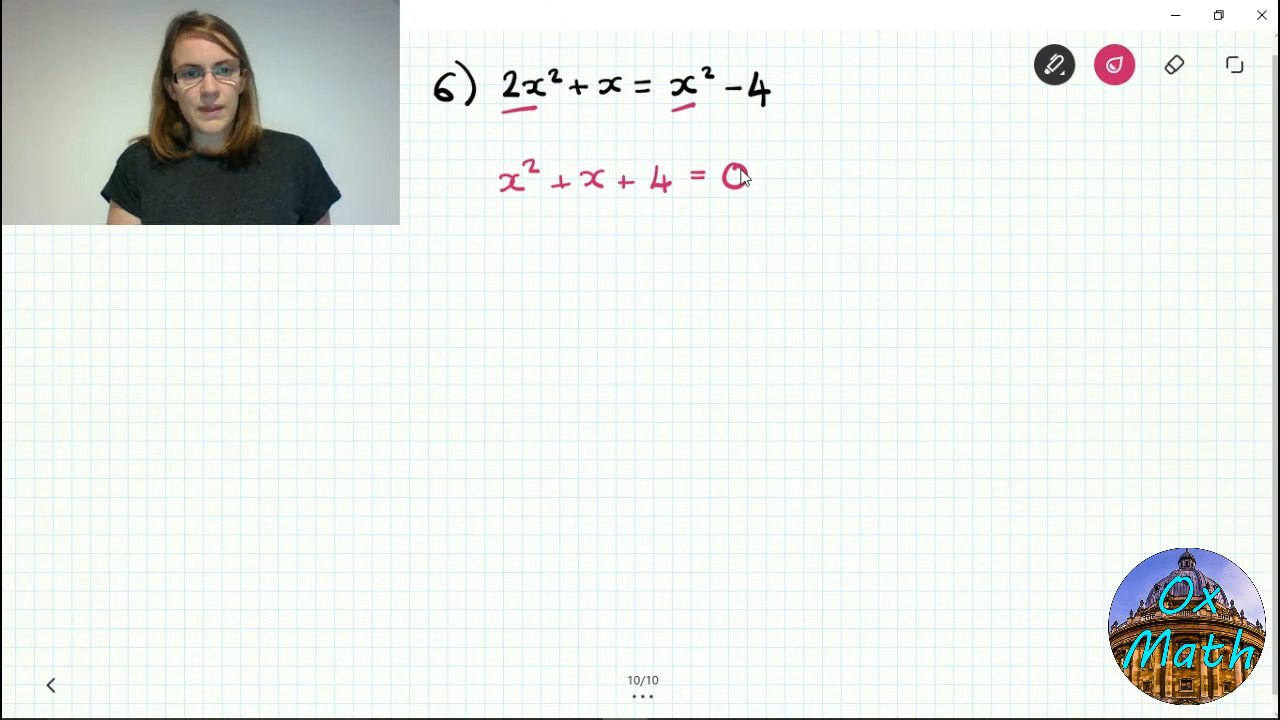 6) 2x² + x = x² - 4
x² + x + 4 = 0
Ox
Math
10/10